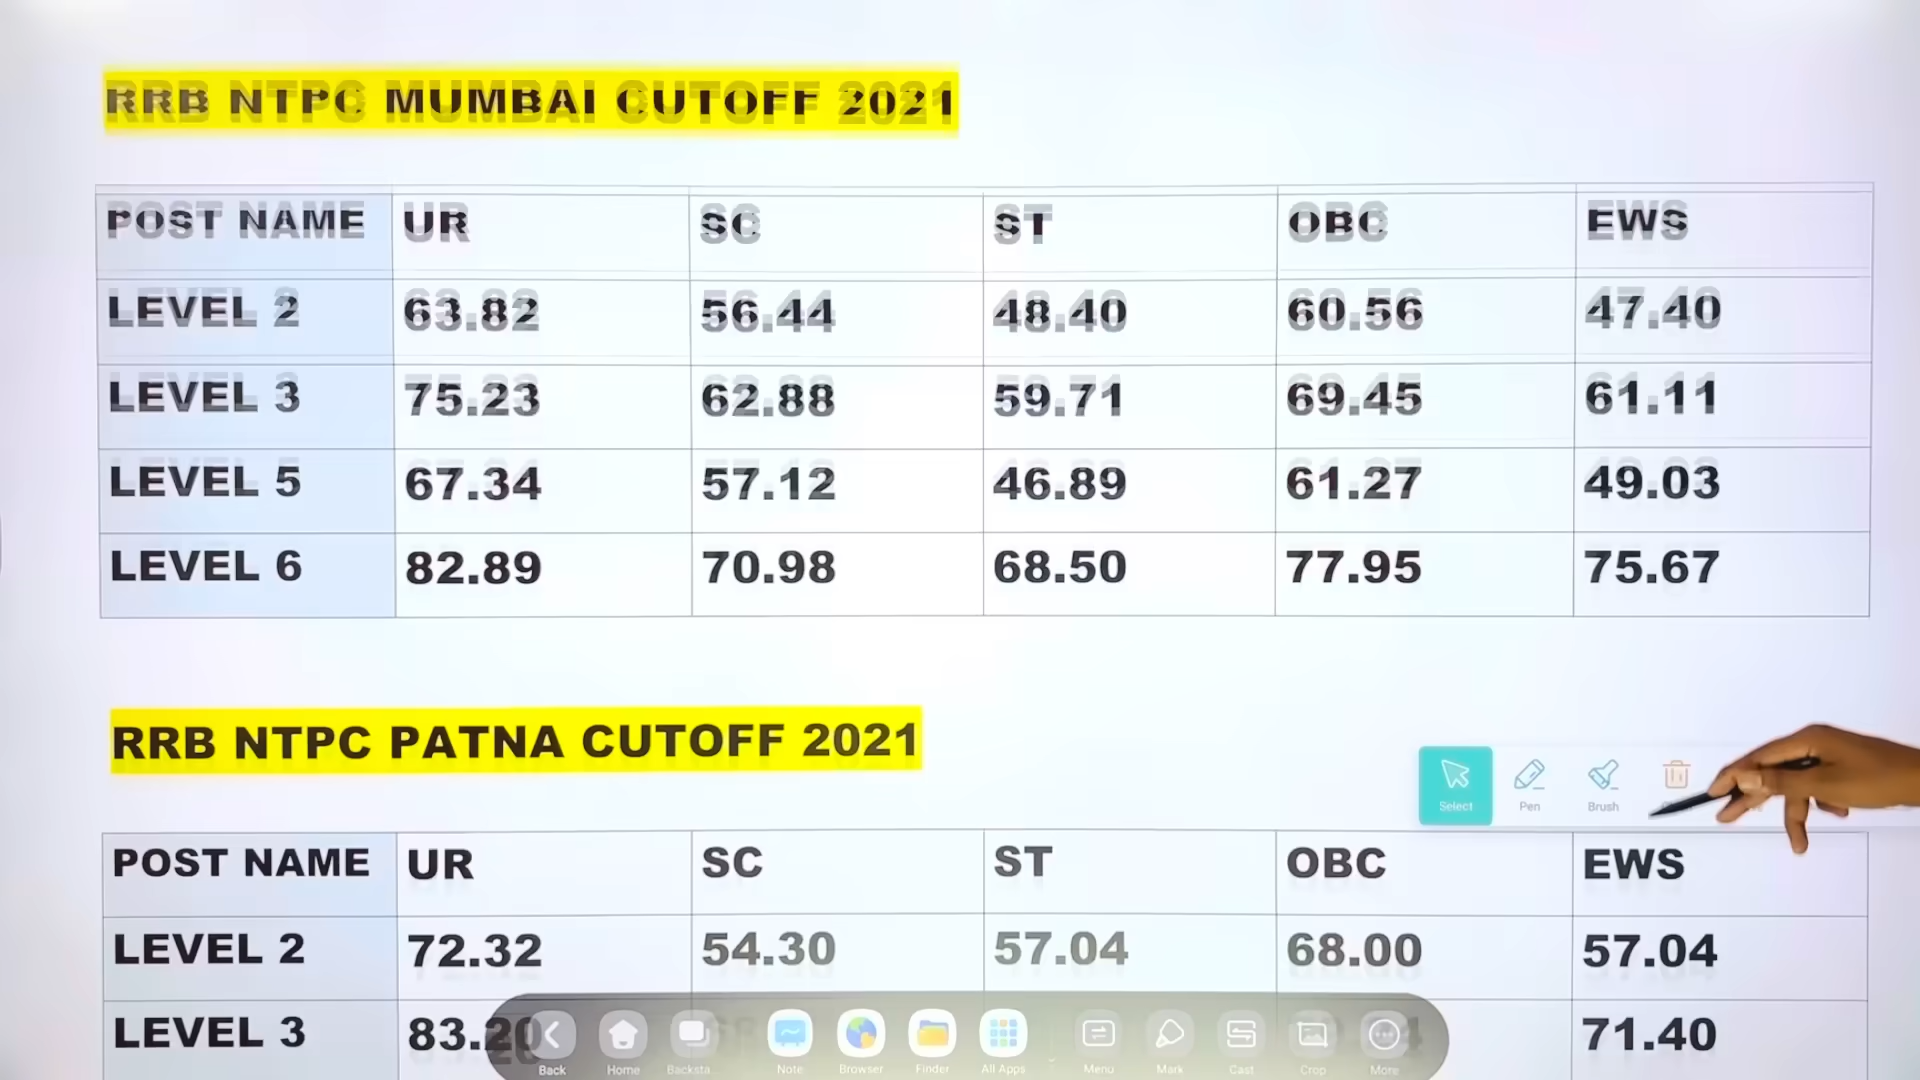 RRB NTPC MUMBAI CUTOFF 2021
POST NAME UR SC ST OBC EWS
LEVEL 2 63.82 56.44 48.40 60.56 47.40
LEVEL 3 75.23 62.88 59.71 69.45 61.11
LEVEL 5 67.34 57.12 46.89 61.27 49.03
LEVEL 6 82.89 70.98 68.50 77.95 75.67
RRB NTPC PATNA CUTOFF 2021
Select Pen Brush
POST NAME UR SC ST OBC EWS
LEVEL 2 72.32 54.30 57.04 68.00 57.04
LEVEL 3 83.20 71.40
Back Home Backsta... Note Browser Finder All Apps Menu Mark Cast Crop More